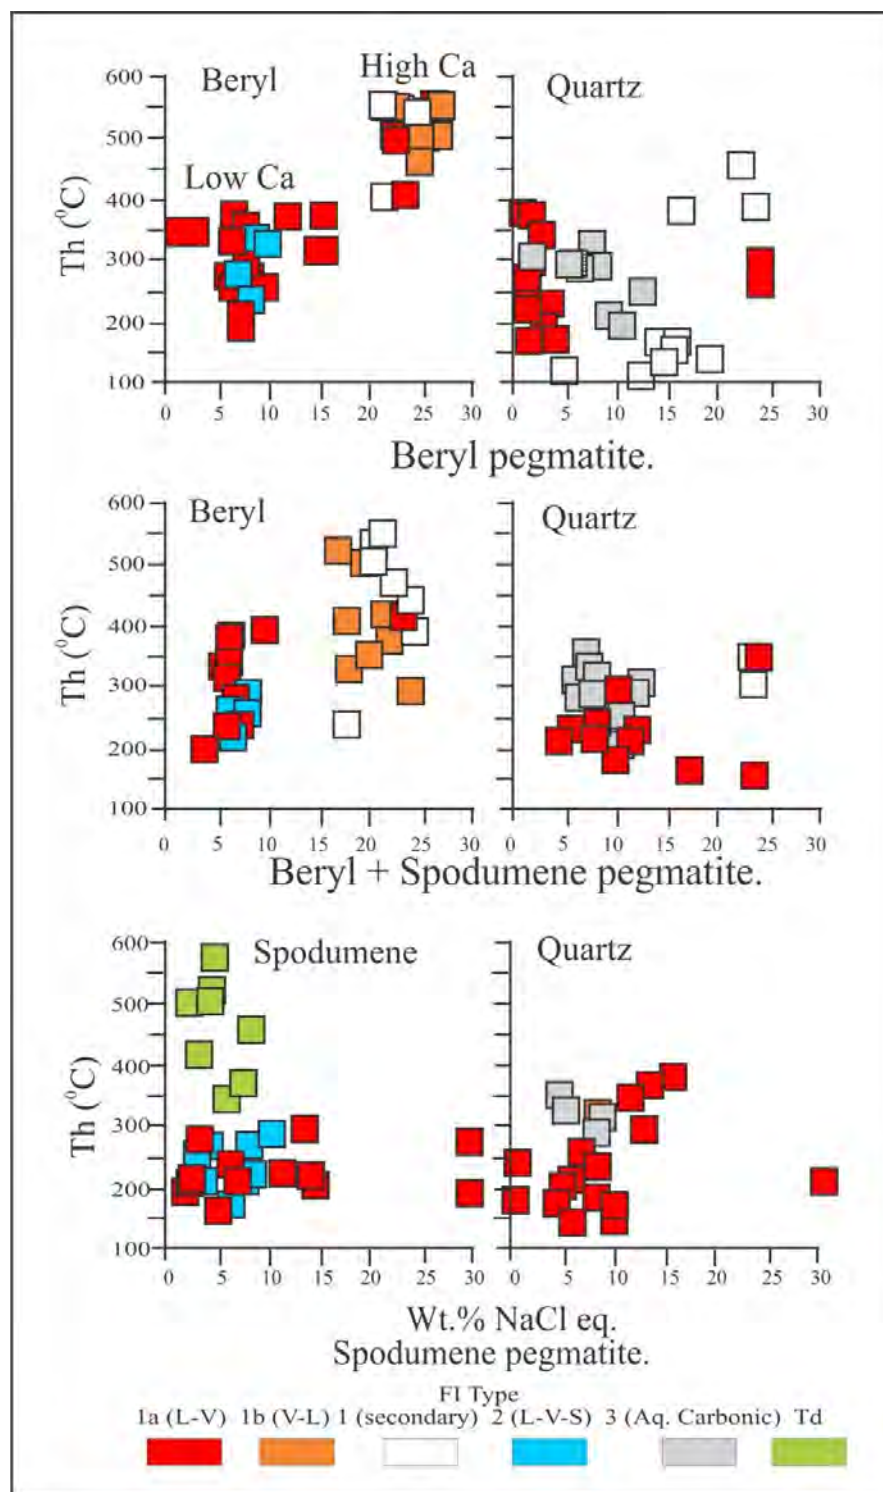 High Ca
600 Beryl Quartz
500
Low Ca
400
Th (⁰C)
300
200
100
0 5 10 15 20 25 30 0 5 10 15 20 25 30
Beryl pegmatite.
600 Beryl Quartz
500
400
Th (⁰C)
300
200
100
0 5 10 15 20 25 30 0 5 10 15 20 25 30
Beryl + Spodumene pegmatite.
600 Spodumene Quartz
500
400
Th (⁰C)
300
200
100
0 5 10 15 20 25 30 0 5 10 15 20 25 30
Wt.% NaCl eq.
Spodumene pegmatite.
FI Type
1a (L-V) 1b (V-L) 1 (secondary) 2 (L-V-S) 3 (Aq. Carbonic) Td